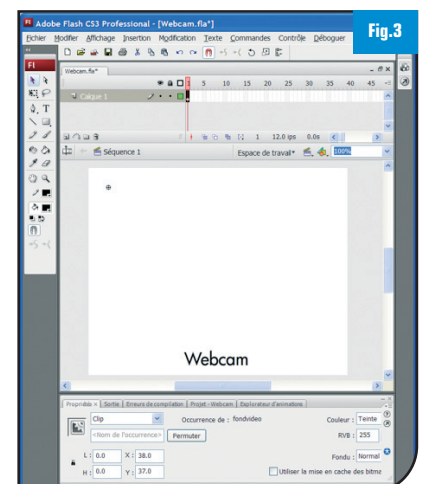 Adobe Flash CS3 Professional - [Webcam.fla*]
Fig.3
Fichier Modifier Affichage Insertion Modification Texte Commandes Contrôle Déboguer
Fl
Webcam.fla*
1 5 10 15 20 25 30 35 40 45
Calque 1
1 12.0 ips 0.0s
Séquence 1 Espace de travail 100%
Webcam
Propriétés × Sortie Erreurs de compilation Projet - Webcam Explorateur d'animations
Clip Occurrence de : fondvideo Couleur : Teinte
<Nom de l'occurrence> Permuter RVB : 255
L : 0.0 X : 38.0 Fondu : Normal
H : 0.0 Y : 37.0 Utiliser la mise en cache des bitma